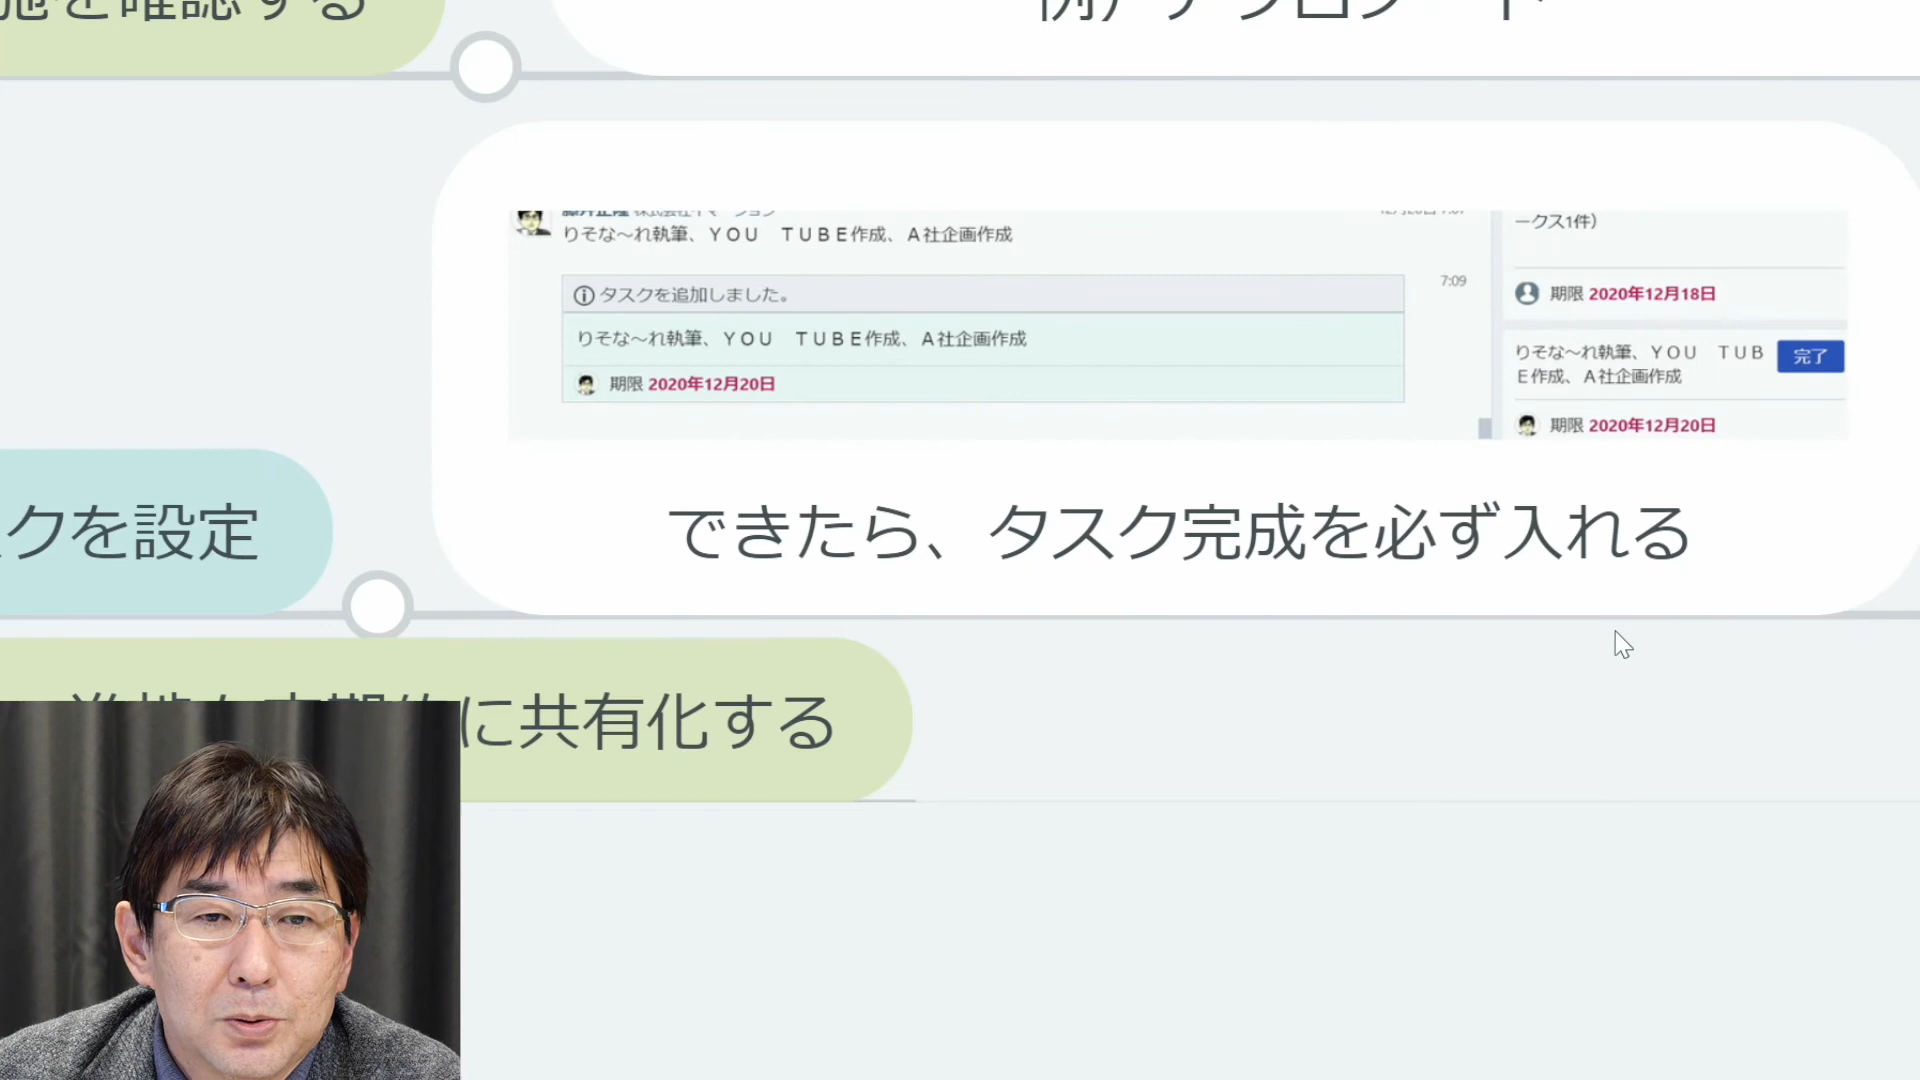 を確認する
りそな～れ執筆、ＹＯＵ　ＴＵＢＥ作成、Ａ社企画作成
タスクを追加しました。
7:09
りそな～れ執筆、ＹＯＵ　ＴＵＢＥ作成、Ａ社企画作成
期限 2020年12月20日
ークス1件)
期限 2020年12月18日
りそな～れ執筆、ＹＯＵ　ＴＵＢ
Ｅ作成、Ａ社企画作成
完了
期限 2020年12月20日
クを設定
できたら、タスク完成を必ず入れる
に共有化する